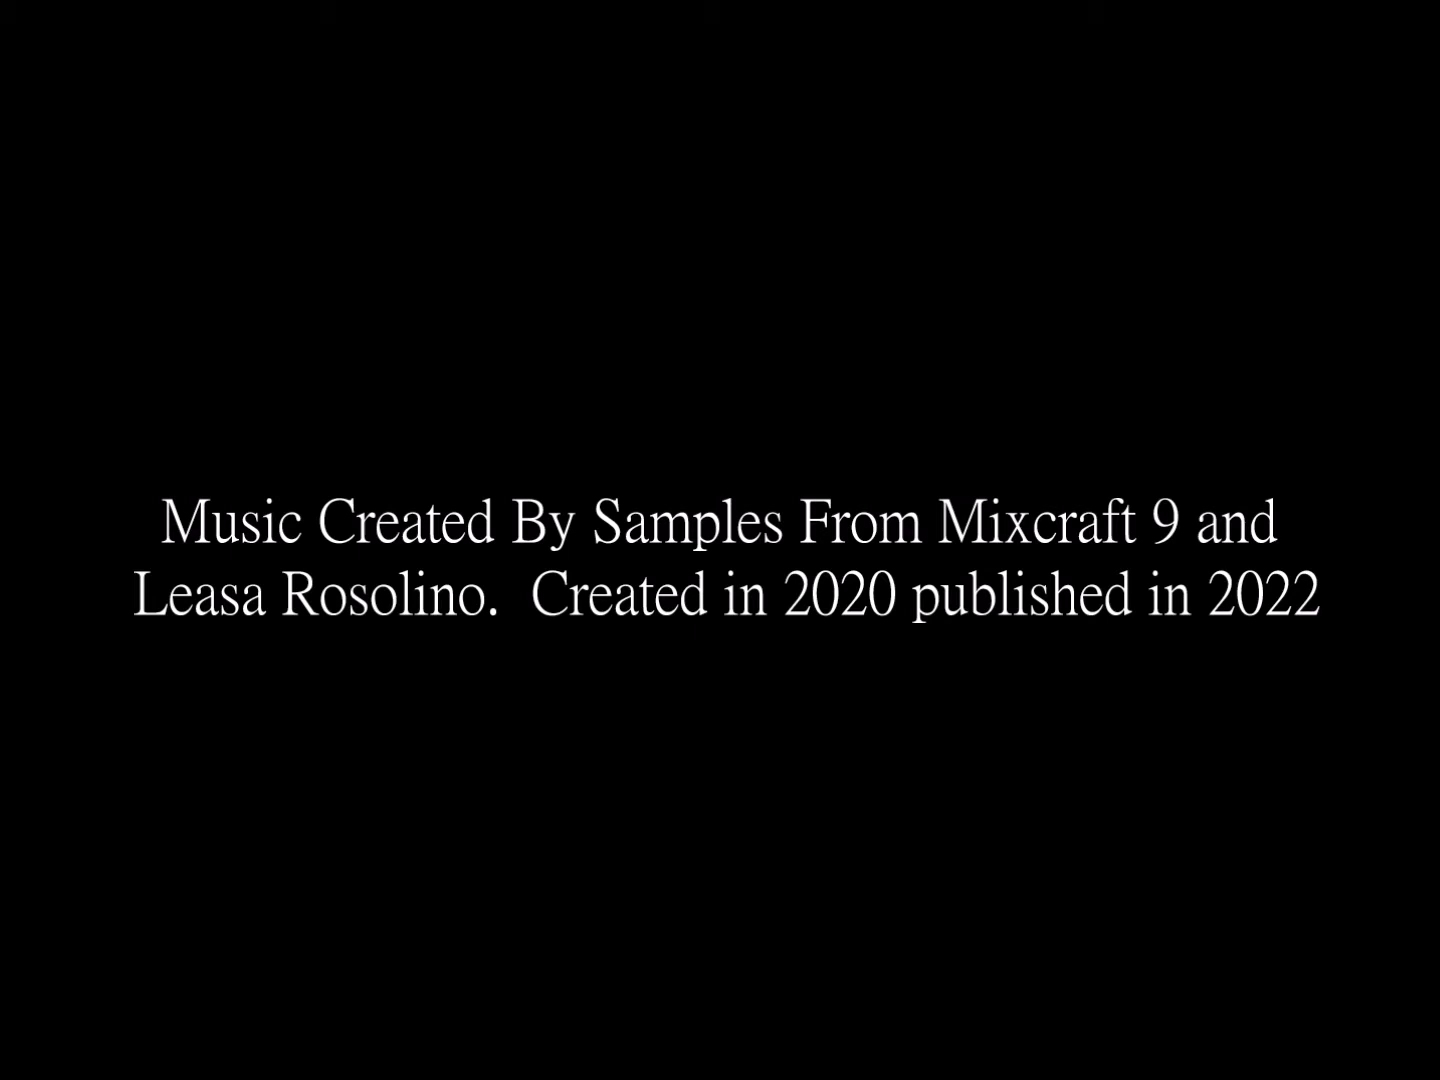 Music Created By Samples From Mixcraft 9 and
Leasa Rosolino.  Created in 2020 published in 2022